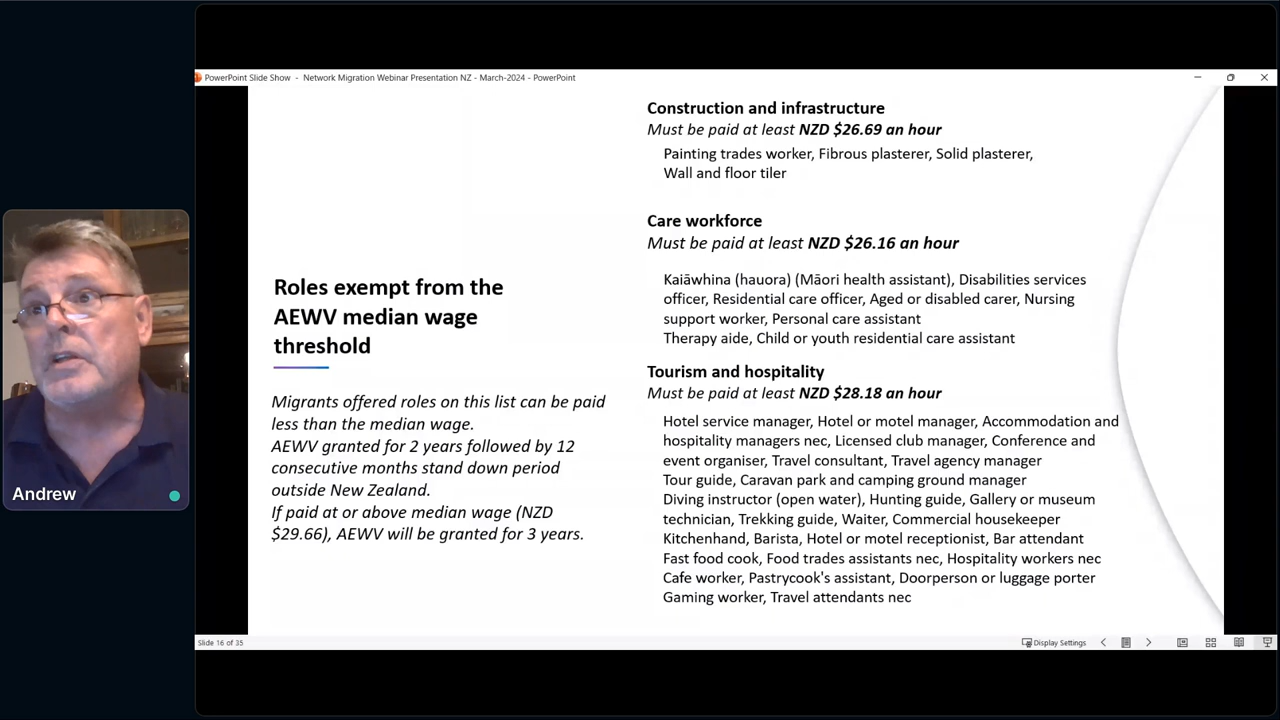 PowerPoint Slide Show - Network Migration Webinar Presentation NZ - March-2024 - PowerPoint
Roles exempt from the
AEWV median wage
threshold
Migrants offered roles on this list can be paid
less than the median wage.
AEWV granted for 2 years followed by 12
consecutive months stand down period
outside New Zealand.
If paid at or above median wage (NZD
$29.66), AEWV will be granted for 3 years.
Construction and infrastructure
Must be paid at least NZD $26.69 an hour
Painting trades worker, Fibrous plasterer, Solid plasterer,
Wall and floor tiler
Care workforce
Must be paid at least NZD $26.16 an hour
Kaiāwhina (hauora) (Māori health assistant), Disabilities services
officer, Residential care officer, Aged or disabled carer, Nursing
support worker, Personal care assistant
Therapy aide, Child or youth residential care assistant
Tourism and hospitality
Must be paid at least NZD $28.18 an hour
Hotel service manager, Hotel or motel manager, Accommodation and
hospitality managers nec, Licensed club manager, Conference and
event organiser, Travel consultant, Travel agency manager
Tour guide, Caravan park and camping ground manager
Diving instructor (open water), Hunting guide, Gallery or museum
technician, Trekking guide, Waiter, Commercial housekeeper
Kitchenhand, Barista, Hotel or motel receptionist, Bar attendant
Fast food cook, Food trades assistants nec, Hospitality workers nec
Cafe worker, Pastrycook's assistant, Doorperson or luggage porter
Gaming worker, Travel attendants nec
Andrew
Slide 16 of 35
Display Settings